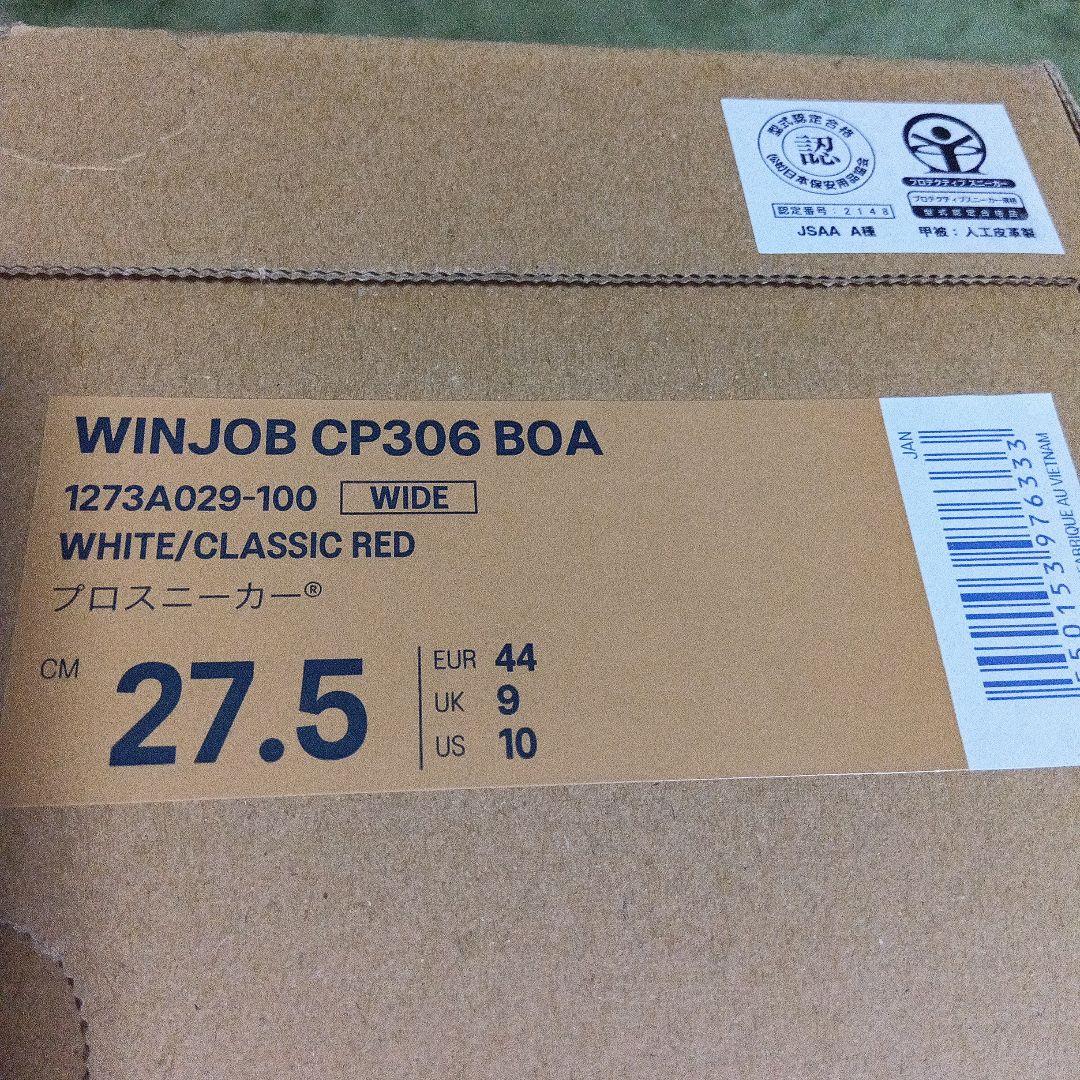 型式認定合格
認
(公社)日本保安用品協会
認定番号：2148
JSAA A種
プロテクティブスニーカー
プロテクティブスニーカー規格
型式認定合格品
甲被：人工皮革製
WINJOB CP306 BOA
1273A029-100 WIDE
WHITE/CLASSIC RED
プロスニーカー®
CM 27.5
EUR 44
UK 9
US 10
JAN
550153976333
FABRIQUE AU VIETNAM